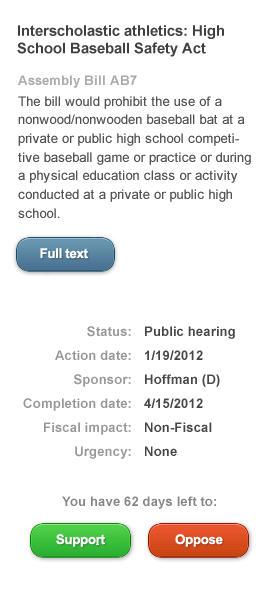 Interscholastic athletics: High
School Baseball Safety Act
Assembly Bill AB7
The bill would prohibit the use of a
nonwood/nonwooden baseball bat at a
private or public high school competi-
tive baseball game or practice or during
a physical education class or activity
conducted at a private or public high
school.
Full text
Status: Public hearing
Action date: 1/19/2012
Sponsor: Hoffman (D)
Completion date: 4/15/2012
Fiscal impact: Non-Fiscal
Urgency: None
You have 62 days left to:
Support Oppose